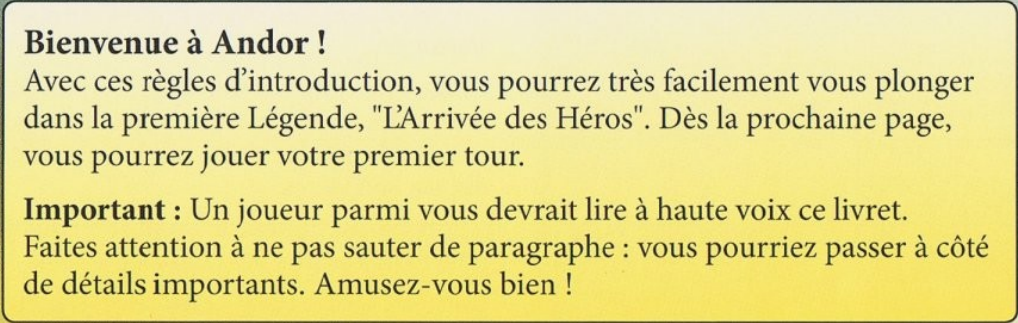 Bienvenue à Andor !
Avec ces règles d'introduction, vous pourrez très facilement vous plonger
dans la première Légende, "L'Arrivée des Héros". Dès la prochaine page,
vous pourrez jouer votre premier tour.
Important : Un joueur parmi vous devrait lire à haute voix ce livret.
Faites attention à ne pas sauter de paragraphe : vous pourriez passer à côté
de détails importants. Amusez-vous bien !